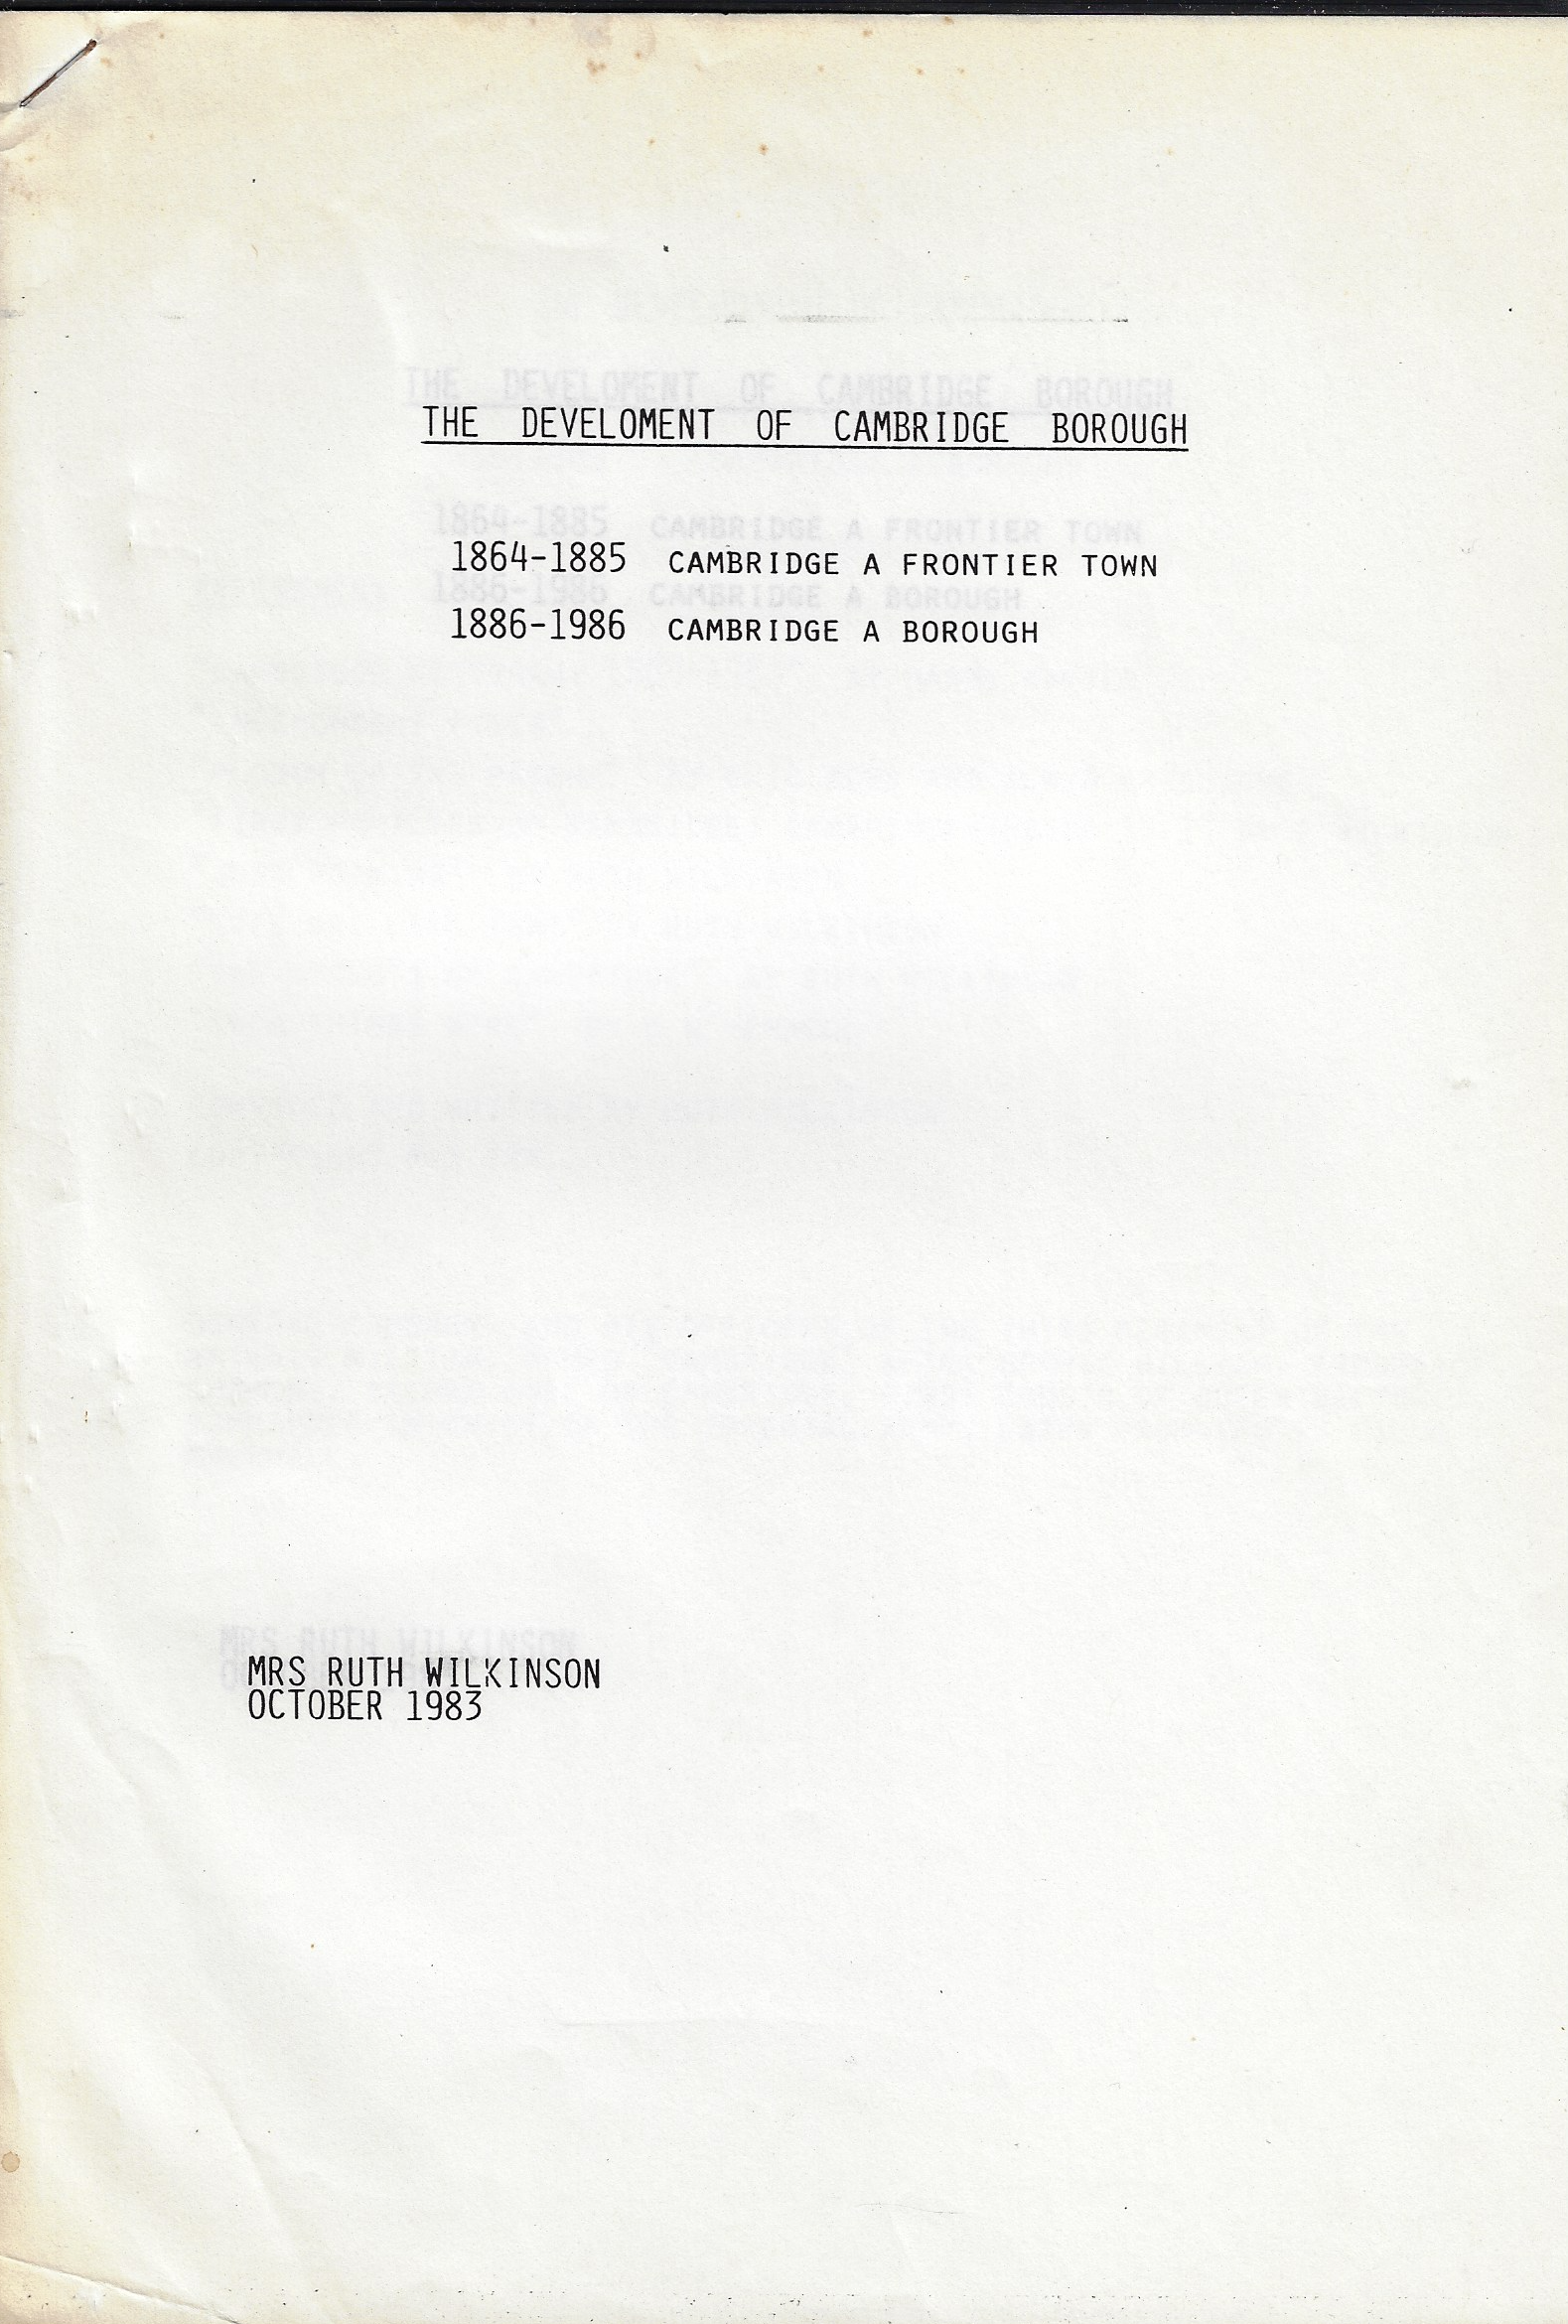 THE DEVELOMENT OF CAMBRIDGE BOROUGH
1864-1885 CAMBRIDGE A FRONTIER TOWN
1886-1986 CAMBRIDGE A BOROUGH
MRS RUTH WILKINSON
OCTOBER 1983